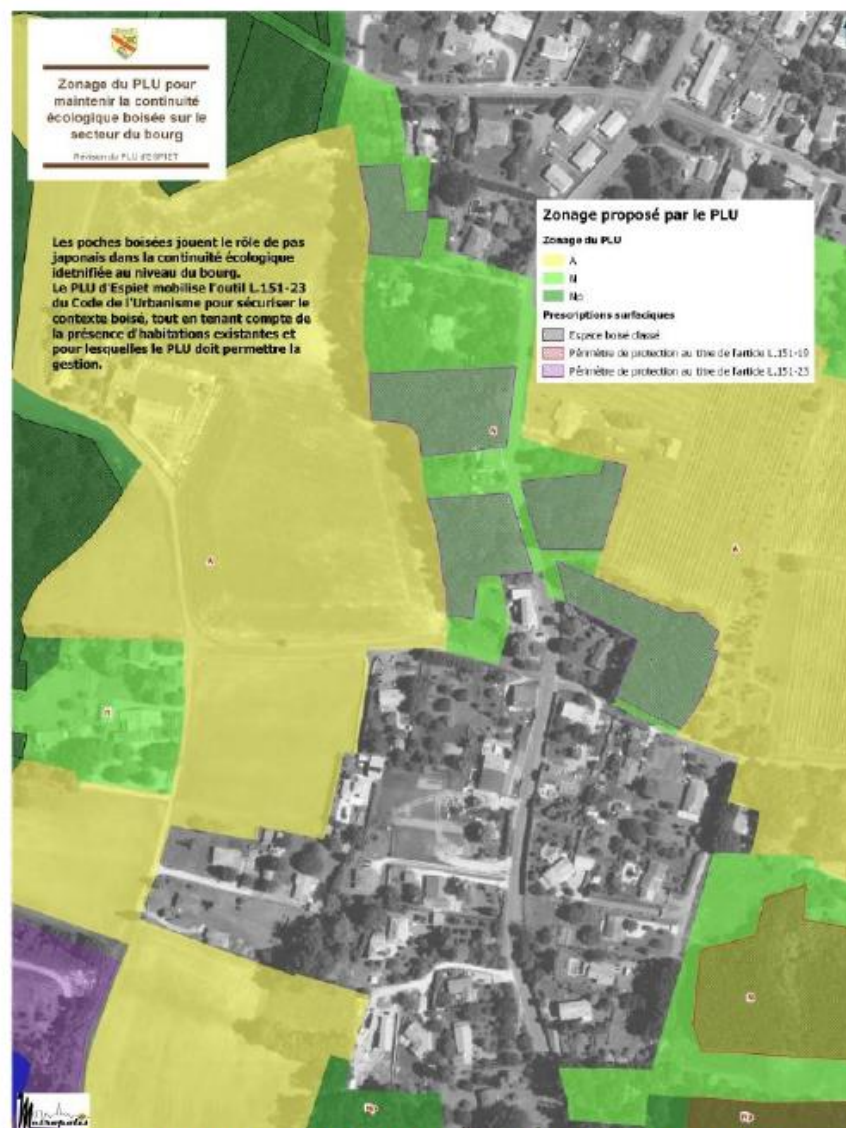 Zonage du PLU pour
maintenir la continuité
écologique boisée sur le
secteur du bourg
Révision du PLU d'ESPIET
Les poches boisées jouent le rôle de pas
japonais dans la continuité écologique
idetnifiée au niveau du bourg.
Le PLU d'Espiet mobilise l'outil L.151-23
du Code de l'Urbanisme pour sécuriser le
contexte boisé, tout en tenant compte de
la présence d'habitations existantes et
pour lesquelles le PLU doit permettre la
gestion.
Zonage proposé par le PLU
Zonage du PLU
A
N
Np
Prescriptions surfaciques
Espace boisé classé
Périmètre de protection au titre de l'article L.151-19
Périmètre de protection au titre de l'article L.151-23
N
A
A
N
N
Np
Np
Metropolis